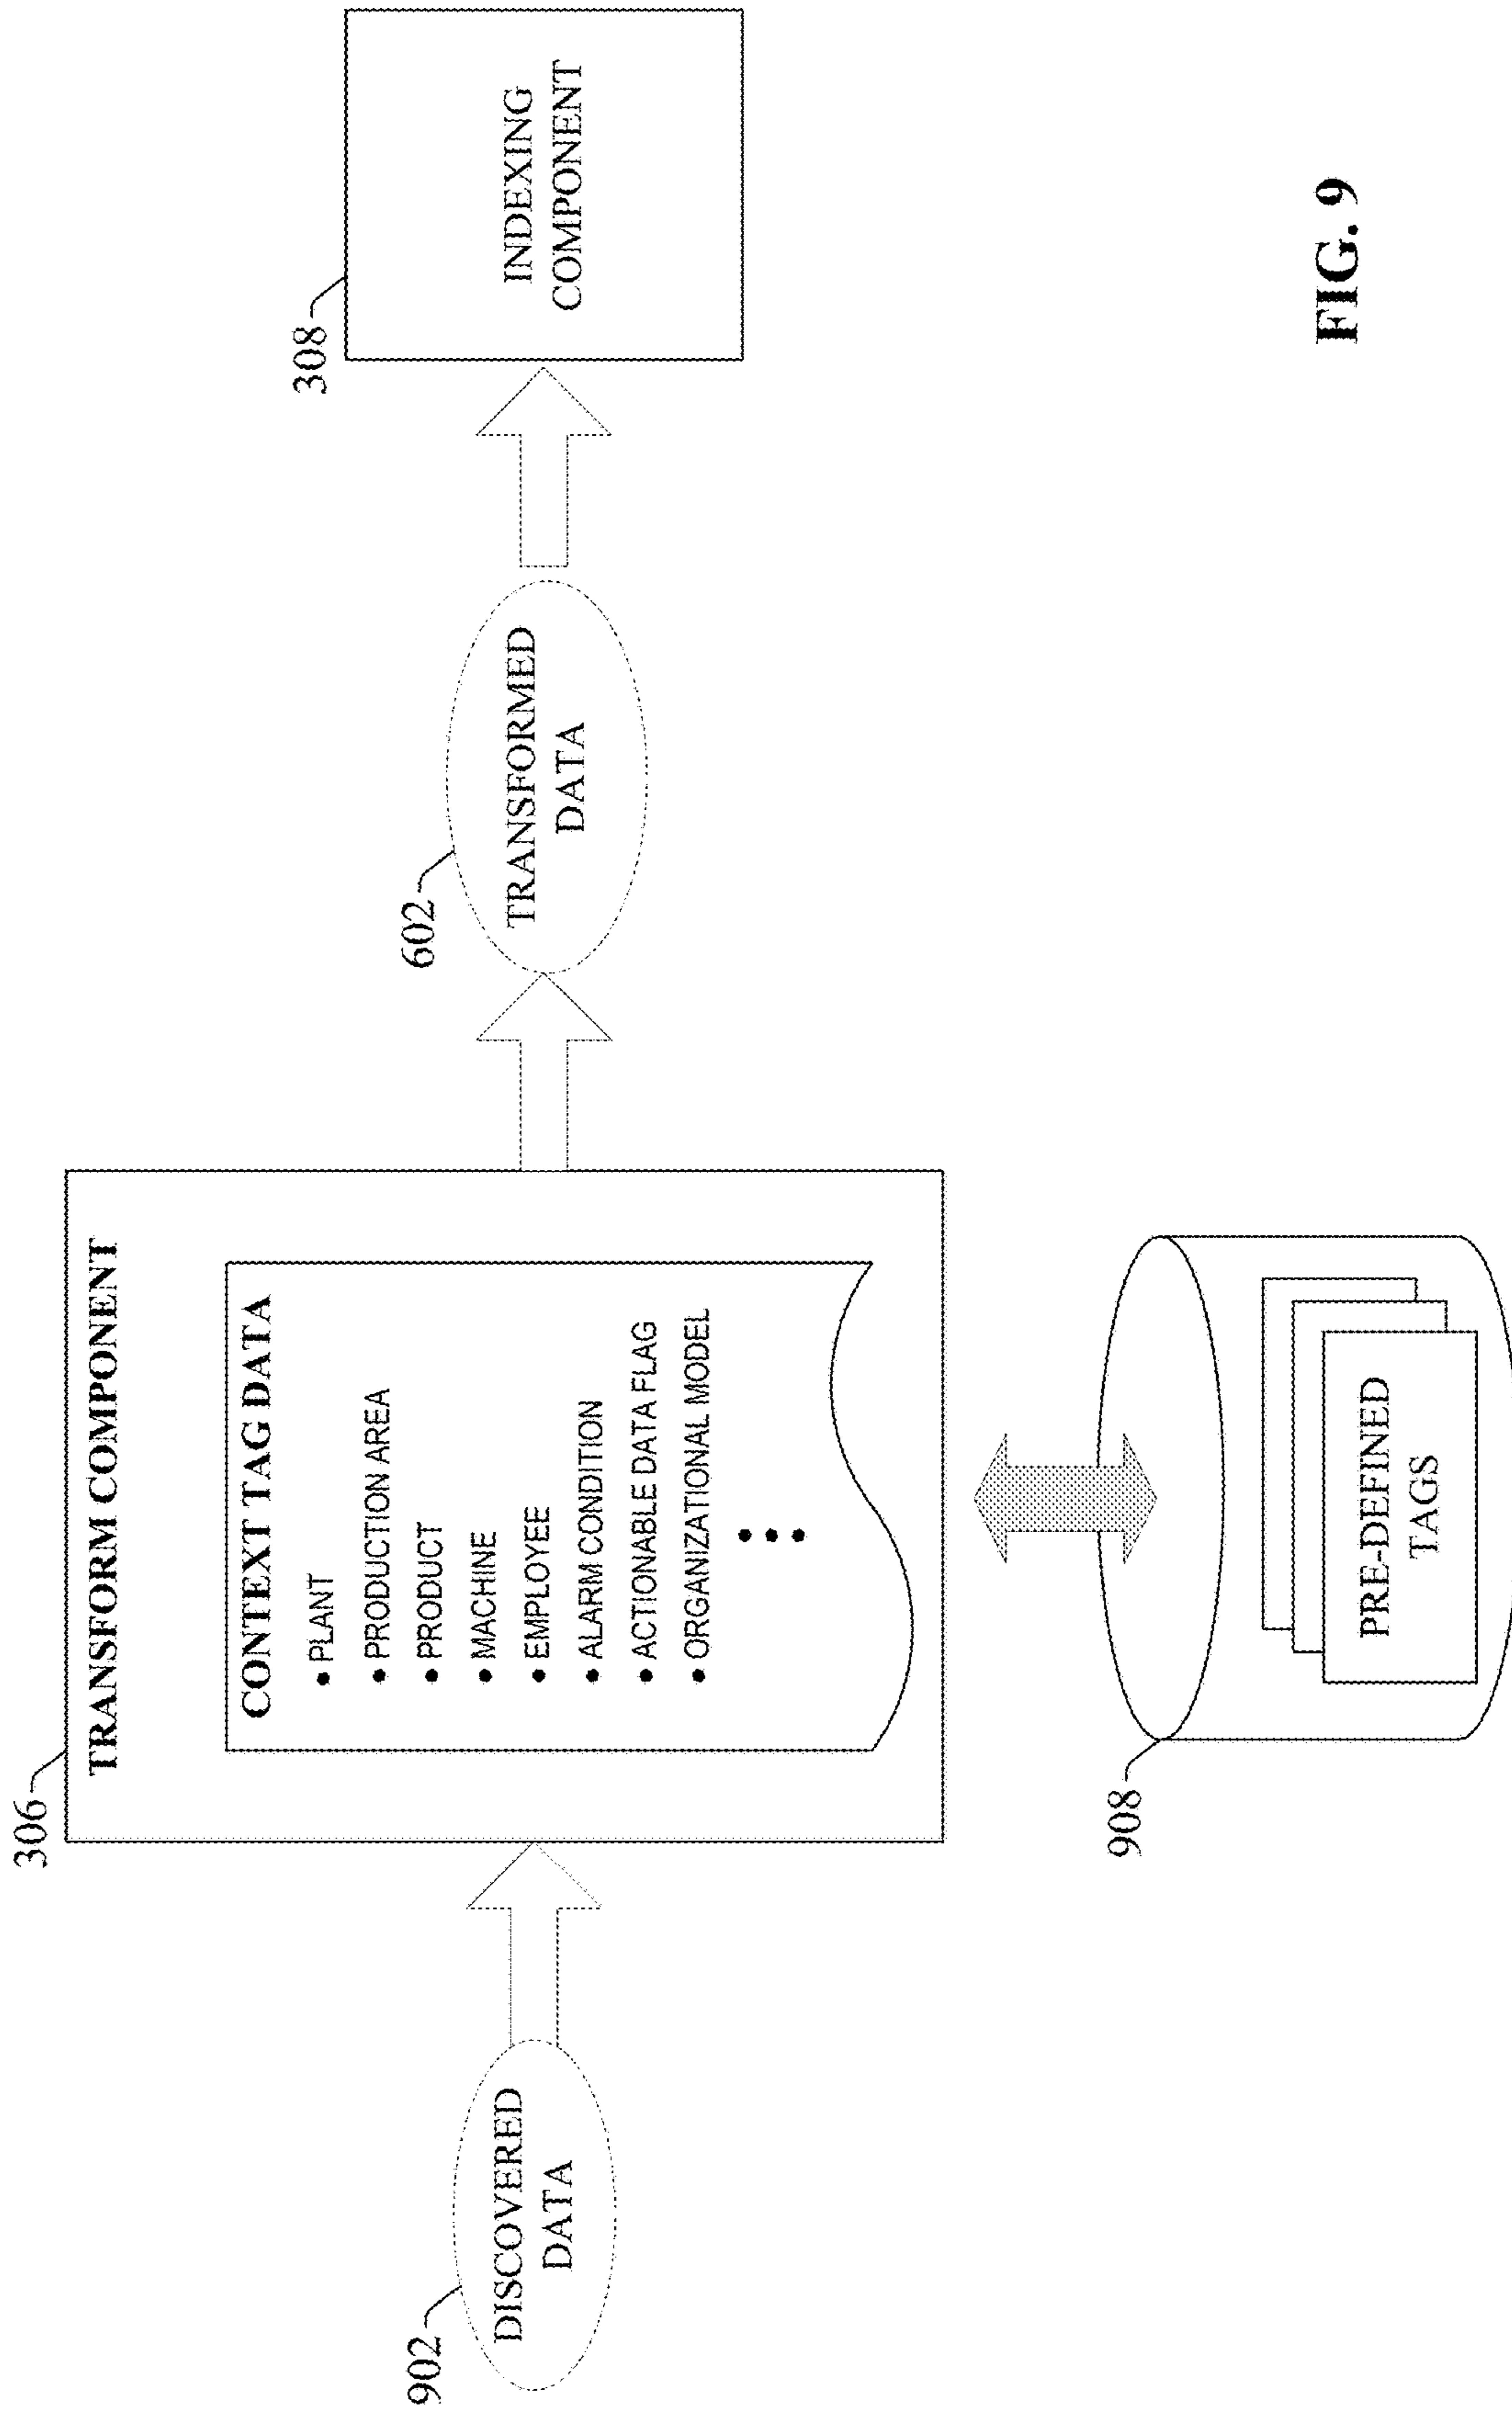 306
TRANSFORM COMPONENT
CONTEXT TAG DATA
• PLANT
• PRODUCTION AREA
• PRODUCT
• MACHINE
• EMPLOYEE
• ALARM CONDITION
• ACTIONABLE DATA FLAG
• ORGANIZATIONAL MODEL
902
DISCOVERED
DATA
602
TRANSFORMED
DATA
308
INDEXING
COMPONENT
908
PRE-DEFINED
TAGS
FIG. 9